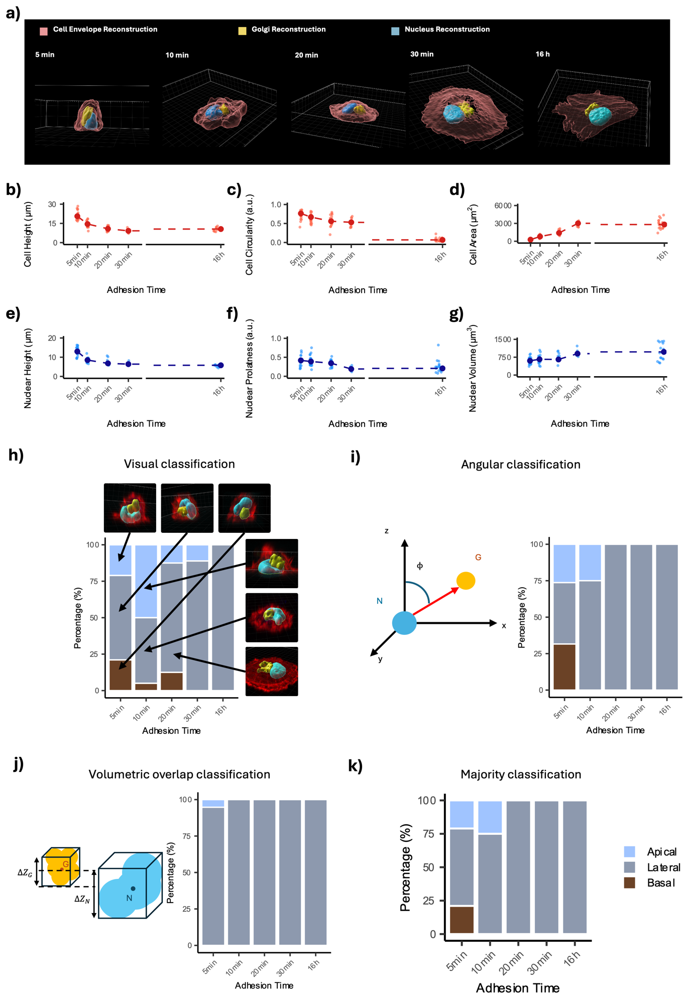 a)
Cell Envelope Reconstruction
Golgi Reconstruction
Nucleus Reconstruction
5 min
10 min
20 min
30 min
16 h
b)
Cell Height (µm)
30
15
0
5min
10min
20min
30min
16h
Adhesion Time
c)
Cell Circularity (a.u.)
1.0
0.5
0.0
5min
10min
20min
30min
16h
Adhesion Time
d)
Cell Area (µm²)
6000
3000
0
5min
10min
20min
30min
16h
Adhesion Time
e)
Nuclear Height (µm)
20
10
0
5min
10min
20min
30min
16h
Adhesion Time
f)
Nuclear Prolatness (a.u.)
1.0
0.5
0.0
5min
10min
20min
30min
16h
Adhesion Time
g)
Nuclear Volume (µm³)
1500
750
0
5min
10min
20min
30min
16h
Adhesion Time
h)
Visual classification
Percentage (%)
100
75
50
25
0
5min
10min
20min
30min
16h
Adhesion Time
i)
Angular classification
z
ϕ
G
N
x
y
Percentage (%)
100
75
50
25
0
5min
10min
20min
30min
16h
Adhesion Time
j)
Volumetric overlap classification
G
ΔZ_G
ΔZ_N
N
Percentage (%)
100
75
50
25
0
5min
10min
20min
30min
16h
Adhesion Time
k)
Majority classification
Percentage (%)
100
75
50
25
0
5min
10min
20min
30min
16h
Adhesion Time
Apical
Lateral
Basal